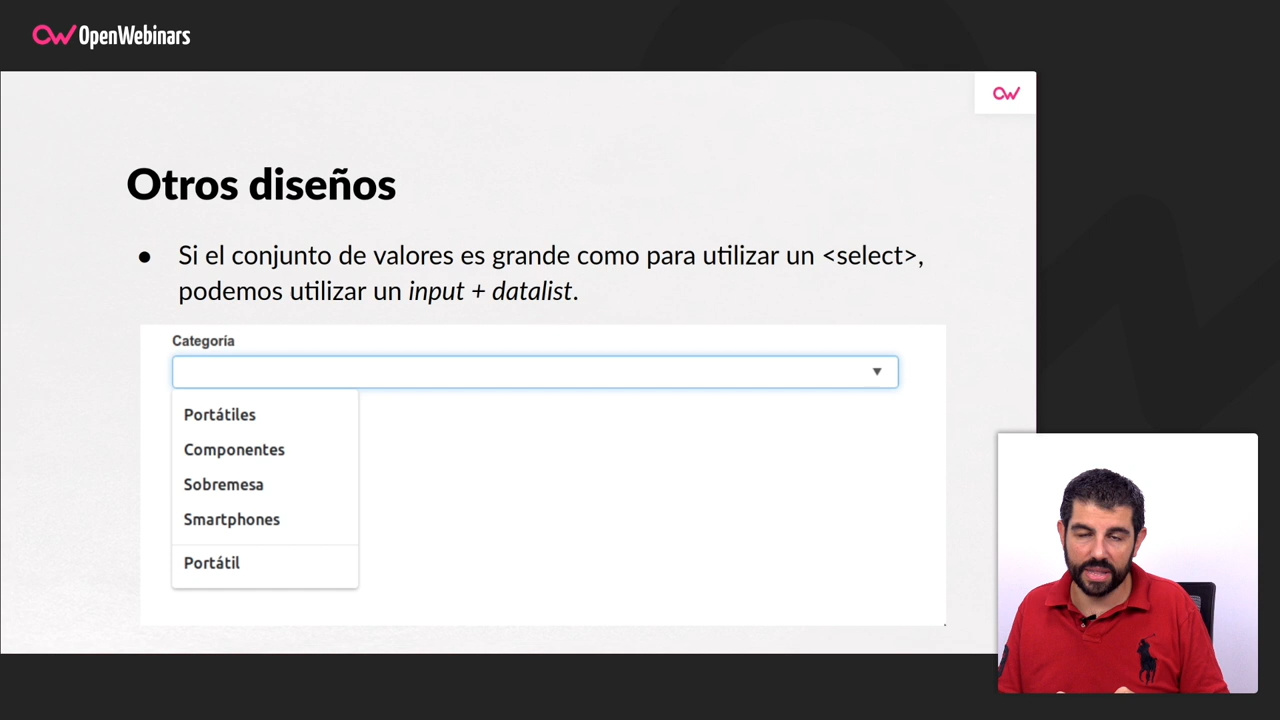 OpenWebinars
Otros diseños
● Si el conjunto de valores es grande como para utilizar un <select>,
podemos utilizar un input + datalist.
Categoría
Portátiles
Componentes
Sobremesa
Smartphones
Portátil